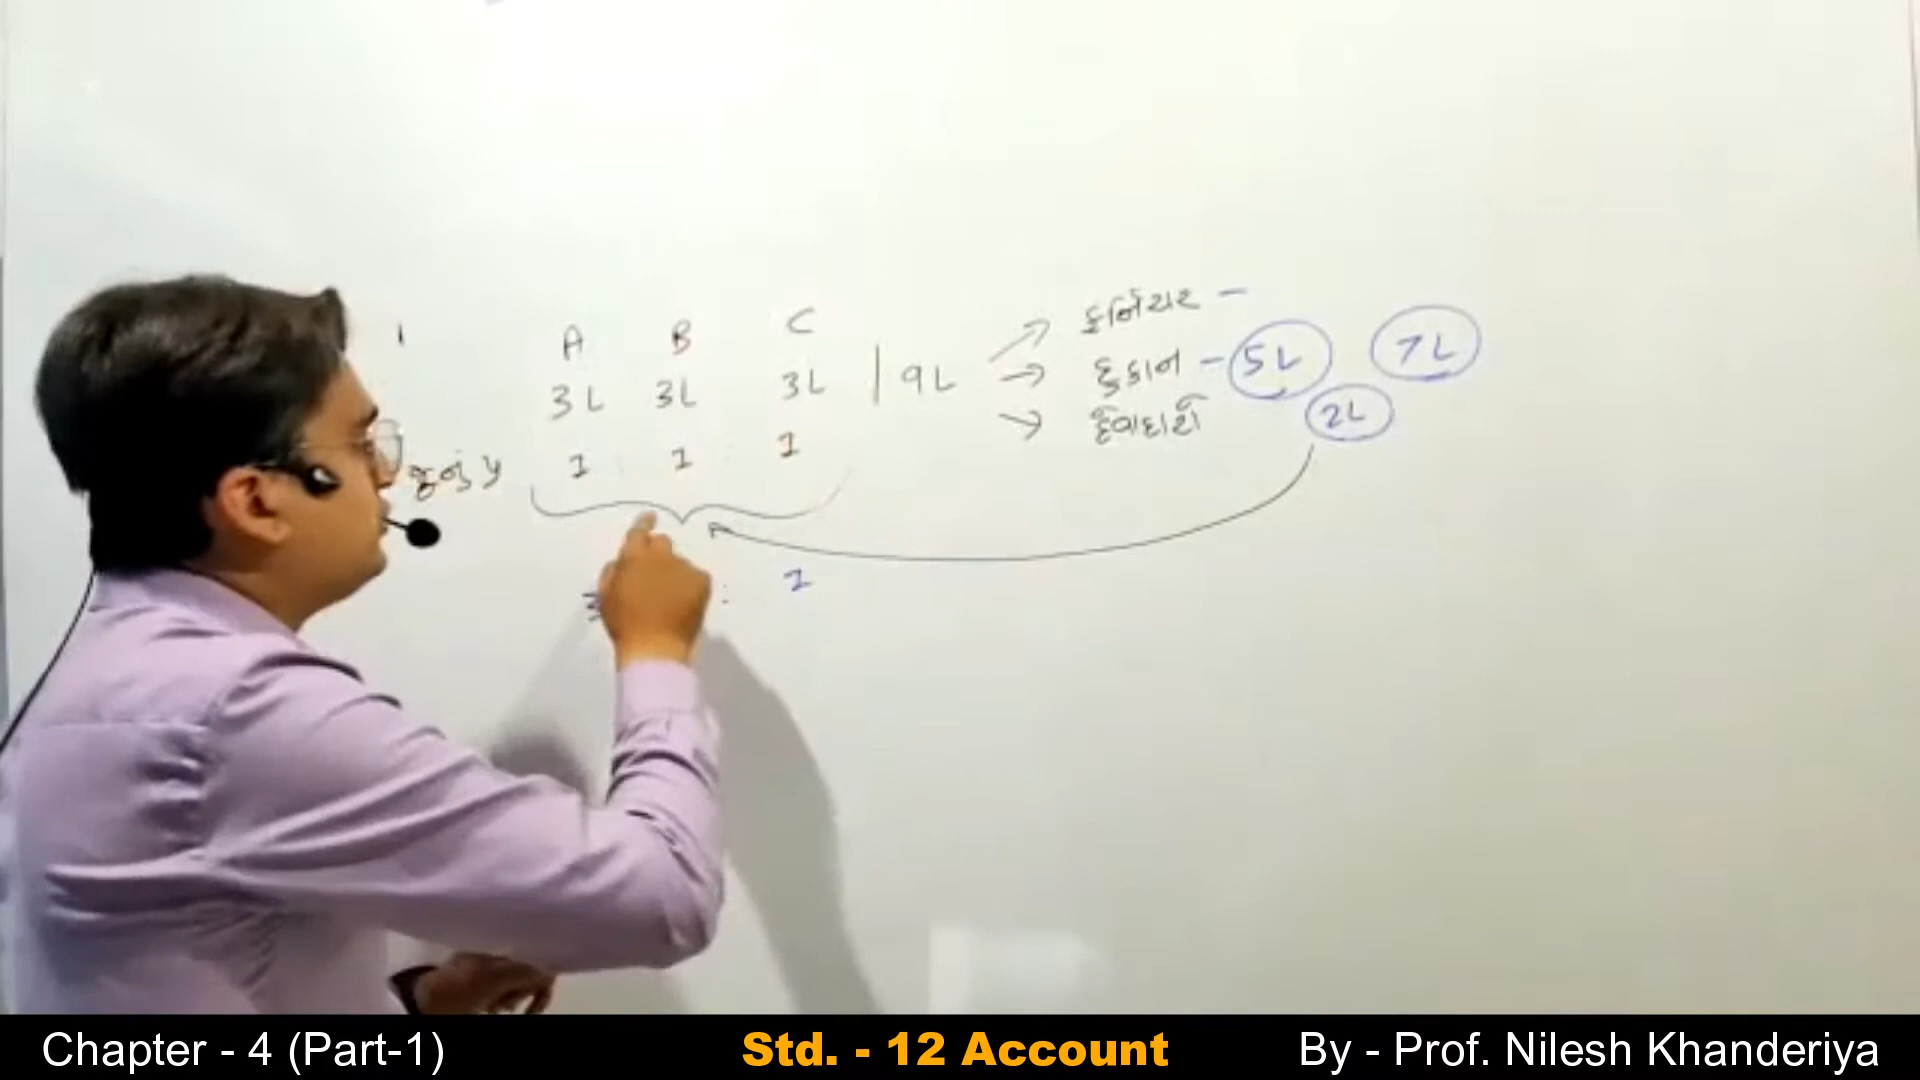 A B C
3L 3L 3L | 9L → ફર્નિચર -
→ દુકાન - 5L 7L
→ દેવાદારો 2L
જૂનું પ્ર 1 : 1 : 1
3 : 1
Chapter - 4 (Part-1) Std. - 12 Account By - Prof. Nilesh Khanderiya